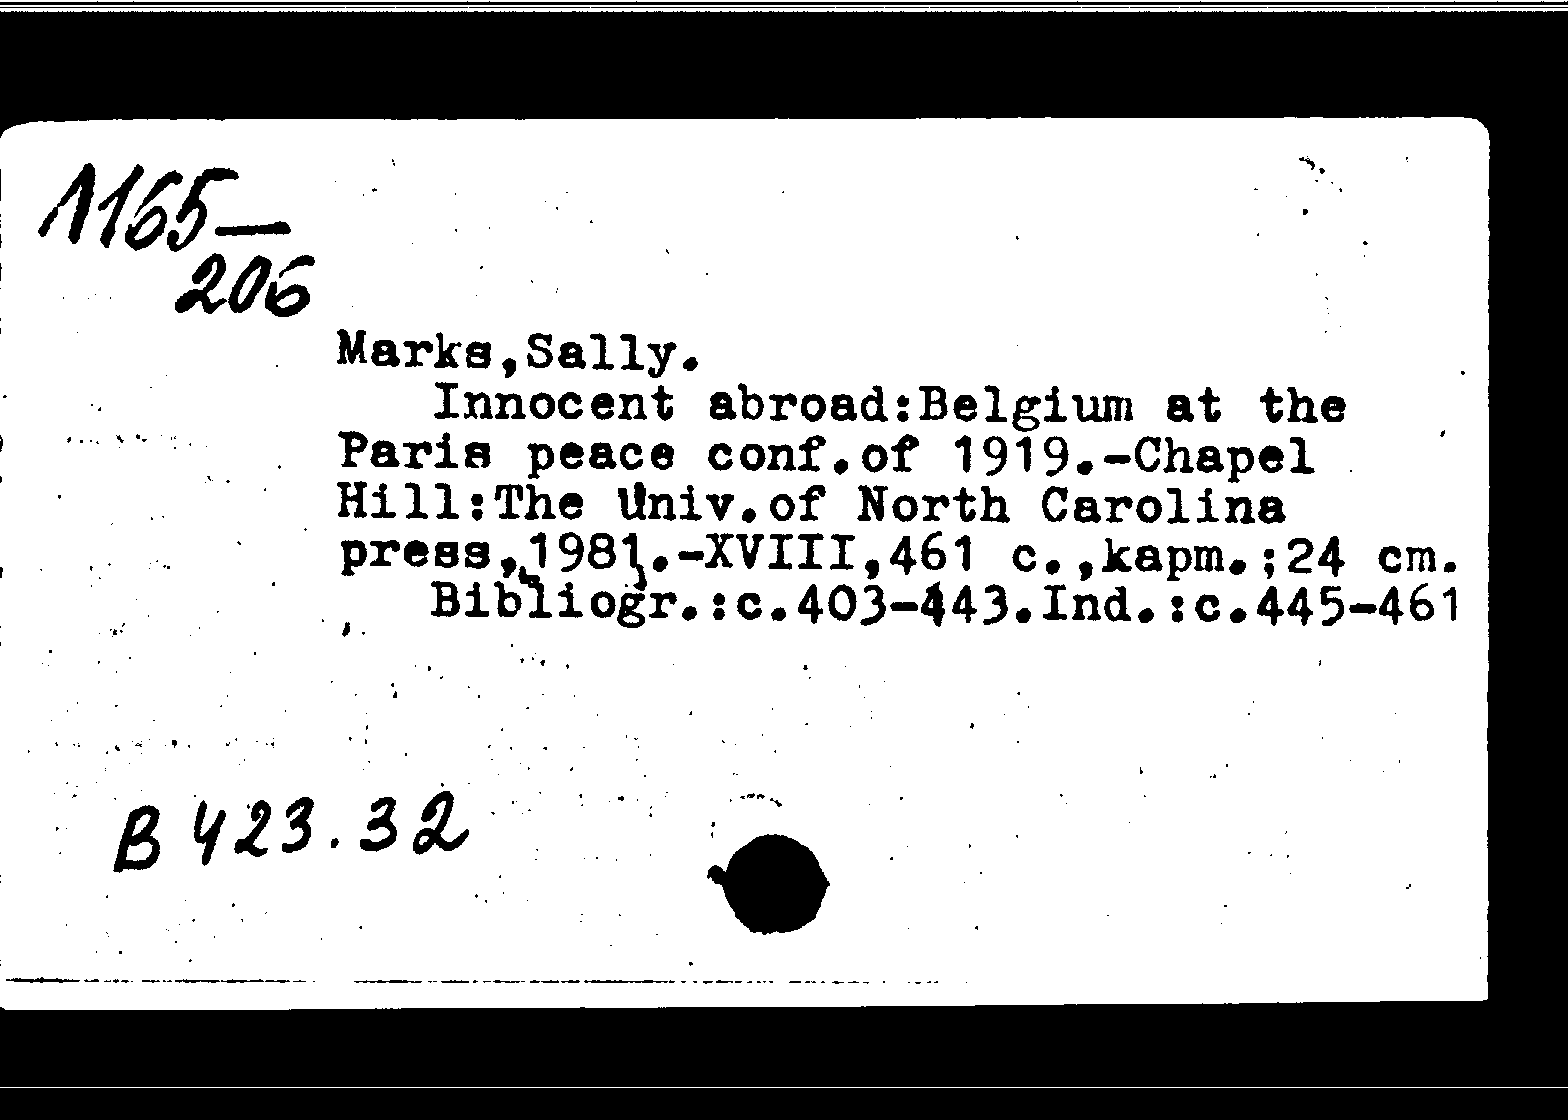 1165-
206
Marks,Sally.
Innocent abroad:Belgium at the
Paris peace conf.of 1919.-Chapel
Hill:The Univ.of North Carolina
press,1981.-XVIII,461 с.,карт.;24 cm.
Bibliogr.:c.403-443.Ind.:c.445-461
В 423.32